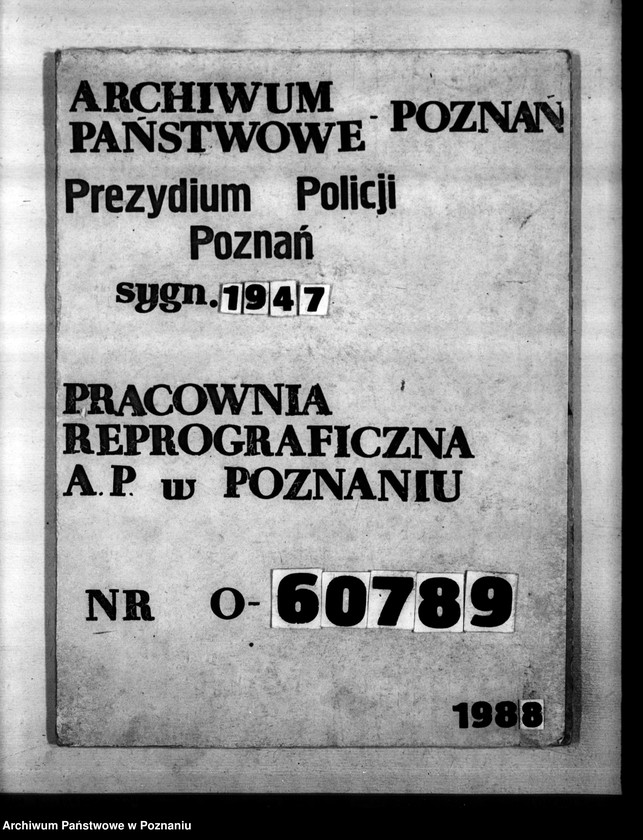 ARCHIWUM
PAŃSTWOWE - POZNAŃ
Prezydium Policji
Poznań
sygn. 1947
PRACOWNIA
REPROGRAFICZNA
A.P. w POZNANIU
NR O-60789
1988
Archiwum Państwowe w Poznaniu